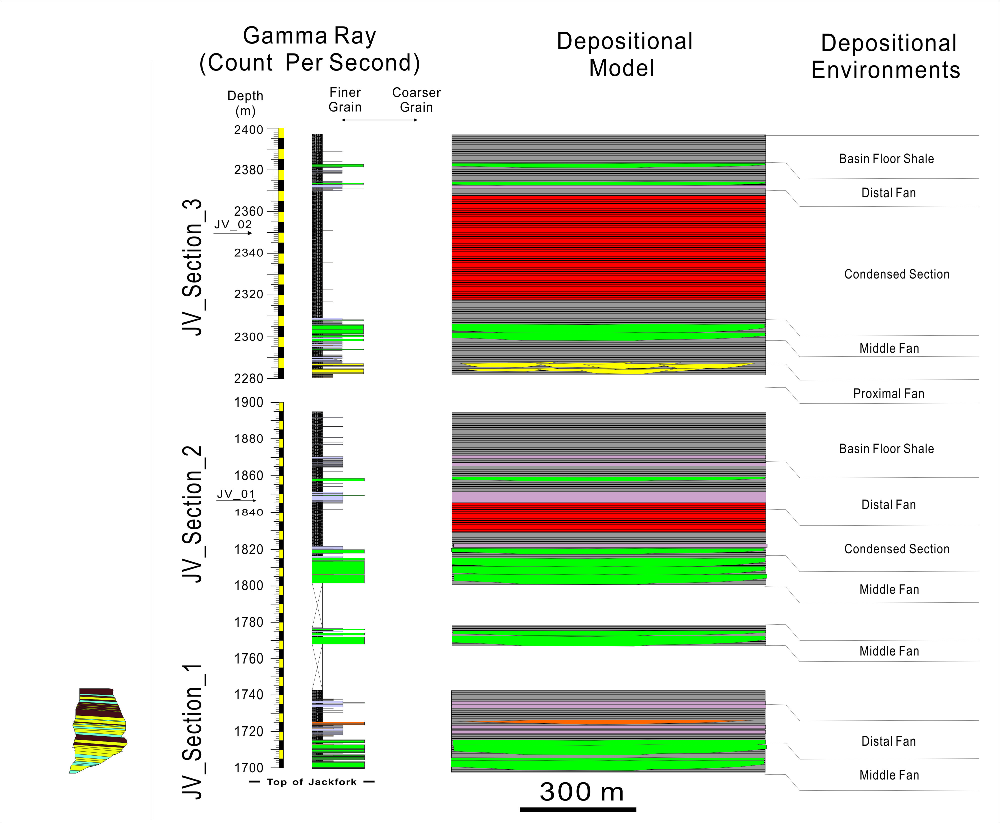 Gamma Ray
(Count Per Second)
Depositional
Model
Depositional
Environments
Depth
(m)
Finer
Grain
Coarser
Grain
JV_Section_3
2400
2380
2360
JV_02
2340
2320
2300
2280
Basin Floor Shale
Distal Fan
Condensed Section
Middle Fan
Proximal Fan
JV_Section_2
1900
1880
1860
JV_01
1840
1820
1800
1780
1760
Basin Floor Shale
Distal Fan
Condensed Section
Middle Fan
Middle Fan
JV_Section_1
1740
1720
1700
Distal Fan
Middle Fan
Top of Jackfork
300 m